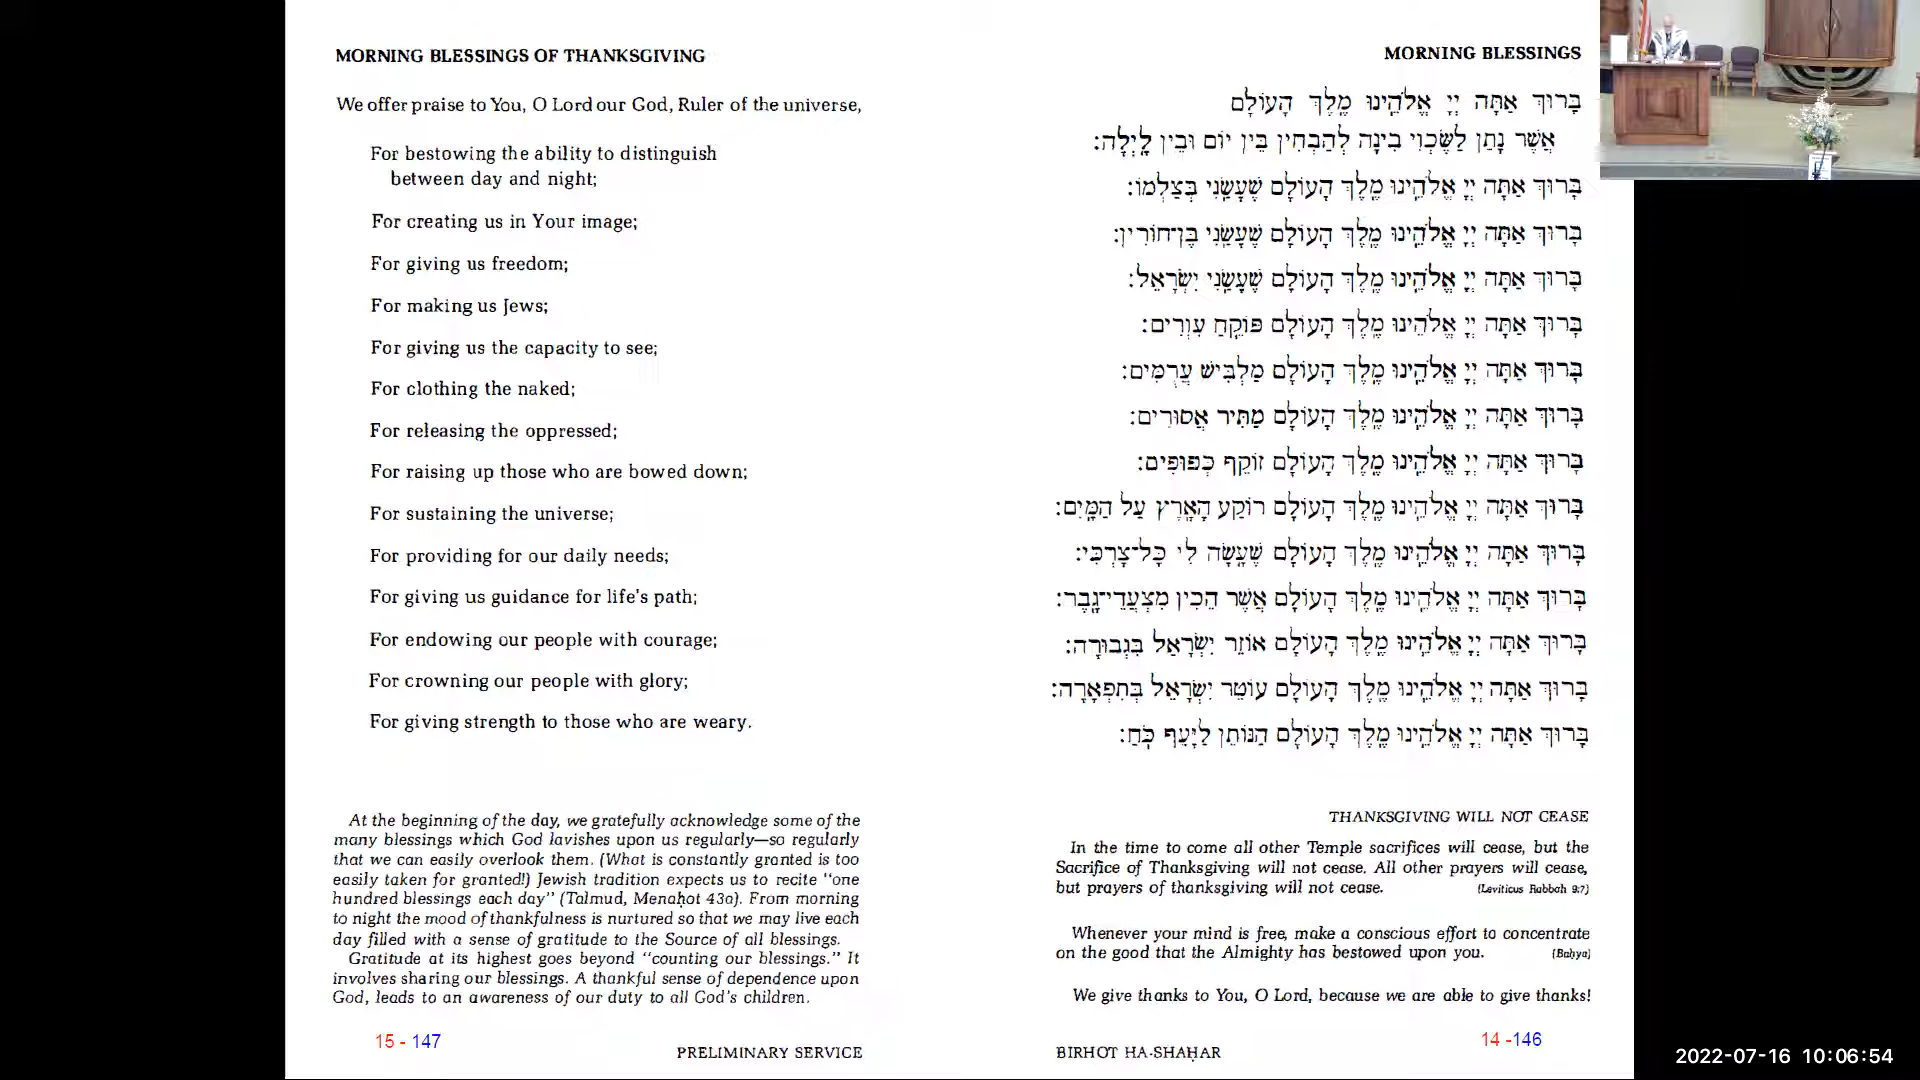 MORNING BLESSINGS OF THANKSGIVING
We offer praise to You, O Lord our God, Ruler of the universe,
For bestowing the ability to distinguish
between day and night;
For creating us in Your image;
For giving us freedom;
For making us Jews;
For giving us the capacity to see;
For clothing the naked;
For releasing the oppressed;
For raising up those who are bowed down;
For sustaining the universe;
For providing for our daily needs;
For giving us guidance for life's path;
For endowing our people with courage;
For crowning our people with glory;
For giving strength to those who are weary.
At the beginning of the day, we gratefully acknowledge some of the
many blessings which God lavishes upon us regularly—so regularly
that we can easily overlook them. (What is constantly granted is too
easily taken for granted!) Jewish tradition expects us to recite "one
hundred blessings each day" (Talmud, Menaḥot 43a). From morning
to night the mood of thankfulness is nurtured so that we may live each
day filled with a sense of gratitude to the Source of all blessings.
Gratitude at its highest goes beyond "counting our blessings." It
involves sharing our blessings. A thankful sense of dependence upon
God, leads to an awareness of our duty to all God's children.
15 - 147
PRELIMINARY SERVICE
MORNING BLESSINGS
בָּרוּךְ אַתָּה יְיָ אֱלֹהֵינוּ מֶלֶךְ הָעוֹלָם
אֲשֶׁר נָתַן לַשֶּׂכְוִי בִינָה לְהַבְחִין בֵּין יוֹם וּבֵין לָיְלָה:
בָּרוּךְ אַתָּה יְיָ אֱלֹהֵינוּ מֶלֶךְ הָעוֹלָם שֶׁעָשַׂנִי בְּצַלְמוֹ:
בָּרוּךְ אַתָּה יְיָ אֱלֹהֵינוּ מֶלֶךְ הָעוֹלָם שֶׁעָשַׂנִי בֶּן־חוֹרִין:
בָּרוּךְ אַתָּה יְיָ אֱלֹהֵינוּ מֶלֶךְ הָעוֹלָם שֶׁעָשַׂנִי יִשְׂרָאֵל:
בָּרוּךְ אַתָּה יְיָ אֱלֹהֵינוּ מֶלֶךְ הָעוֹלָם פּוֹקֵחַ עִוְרִים:
בָּרוּךְ אַתָּה יְיָ אֱלֹהֵינוּ מֶלֶךְ הָעוֹלָם מַלְבִּישׁ עֲרֻמִּים:
בָּרוּךְ אַתָּה יְיָ אֱלֹהֵינוּ מֶלֶךְ הָעוֹלָם מַתִּיר אֲסוּרִים:
בָּרוּךְ אַתָּה יְיָ אֱלֹהֵינוּ מֶלֶךְ הָעוֹלָם זוֹקֵף כְּפוּפִים:
בָּרוּךְ אַתָּה יְיָ אֱלֹהֵינוּ מֶלֶךְ הָעוֹלָם רוֹקַע הָאָרֶץ עַל הַמָּיִם:
בָּרוּךְ אַתָּה יְיָ אֱלֹהֵינוּ מֶלֶךְ הָעוֹלָם שֶׁעָשָׂה לִי כָּל־צָרְכִּי:
בָּרוּךְ אַתָּה יְיָ אֱלֹהֵינוּ מֶלֶךְ הָעוֹלָם אֲשֶׁר הֵכִין מִצְעֲדֵי־גָבֶר:
בָּרוּךְ אַתָּה יְיָ אֱלֹהֵינוּ מֶלֶךְ הָעוֹלָם אוֹזֵר יִשְׂרָאֵל בִּגְבוּרָה:
בָּרוּךְ אַתָּה יְיָ אֱלֹהֵינוּ מֶלֶךְ הָעוֹלָם עוֹטֵר יִשְׂרָאֵל בְּתִפְאָרָה:
בָּרוּךְ אַתָּה יְיָ אֱלֹהֵינוּ מֶלֶךְ הָעוֹלָם הַנּוֹתֵן לַיָּעֵף כֹּחַ:
THANKSGIVING WILL NOT CEASE
In the time to come all other Temple sacrifices will cease, but the
Sacrifice of Thanksgiving will not cease. All other prayers will cease,
but prayers of thanksgiving will not cease. (Leviticus Rabbah 9:7)
Whenever your mind is free, make a conscious effort to concentrate
on the good that the Almighty has bestowed upon you. (Baḥya)
We give thanks to You, O Lord, because we are able to give thanks!
14 -146
BIRHOT HA-SHAḤAR
2022-07-16 10:06:54